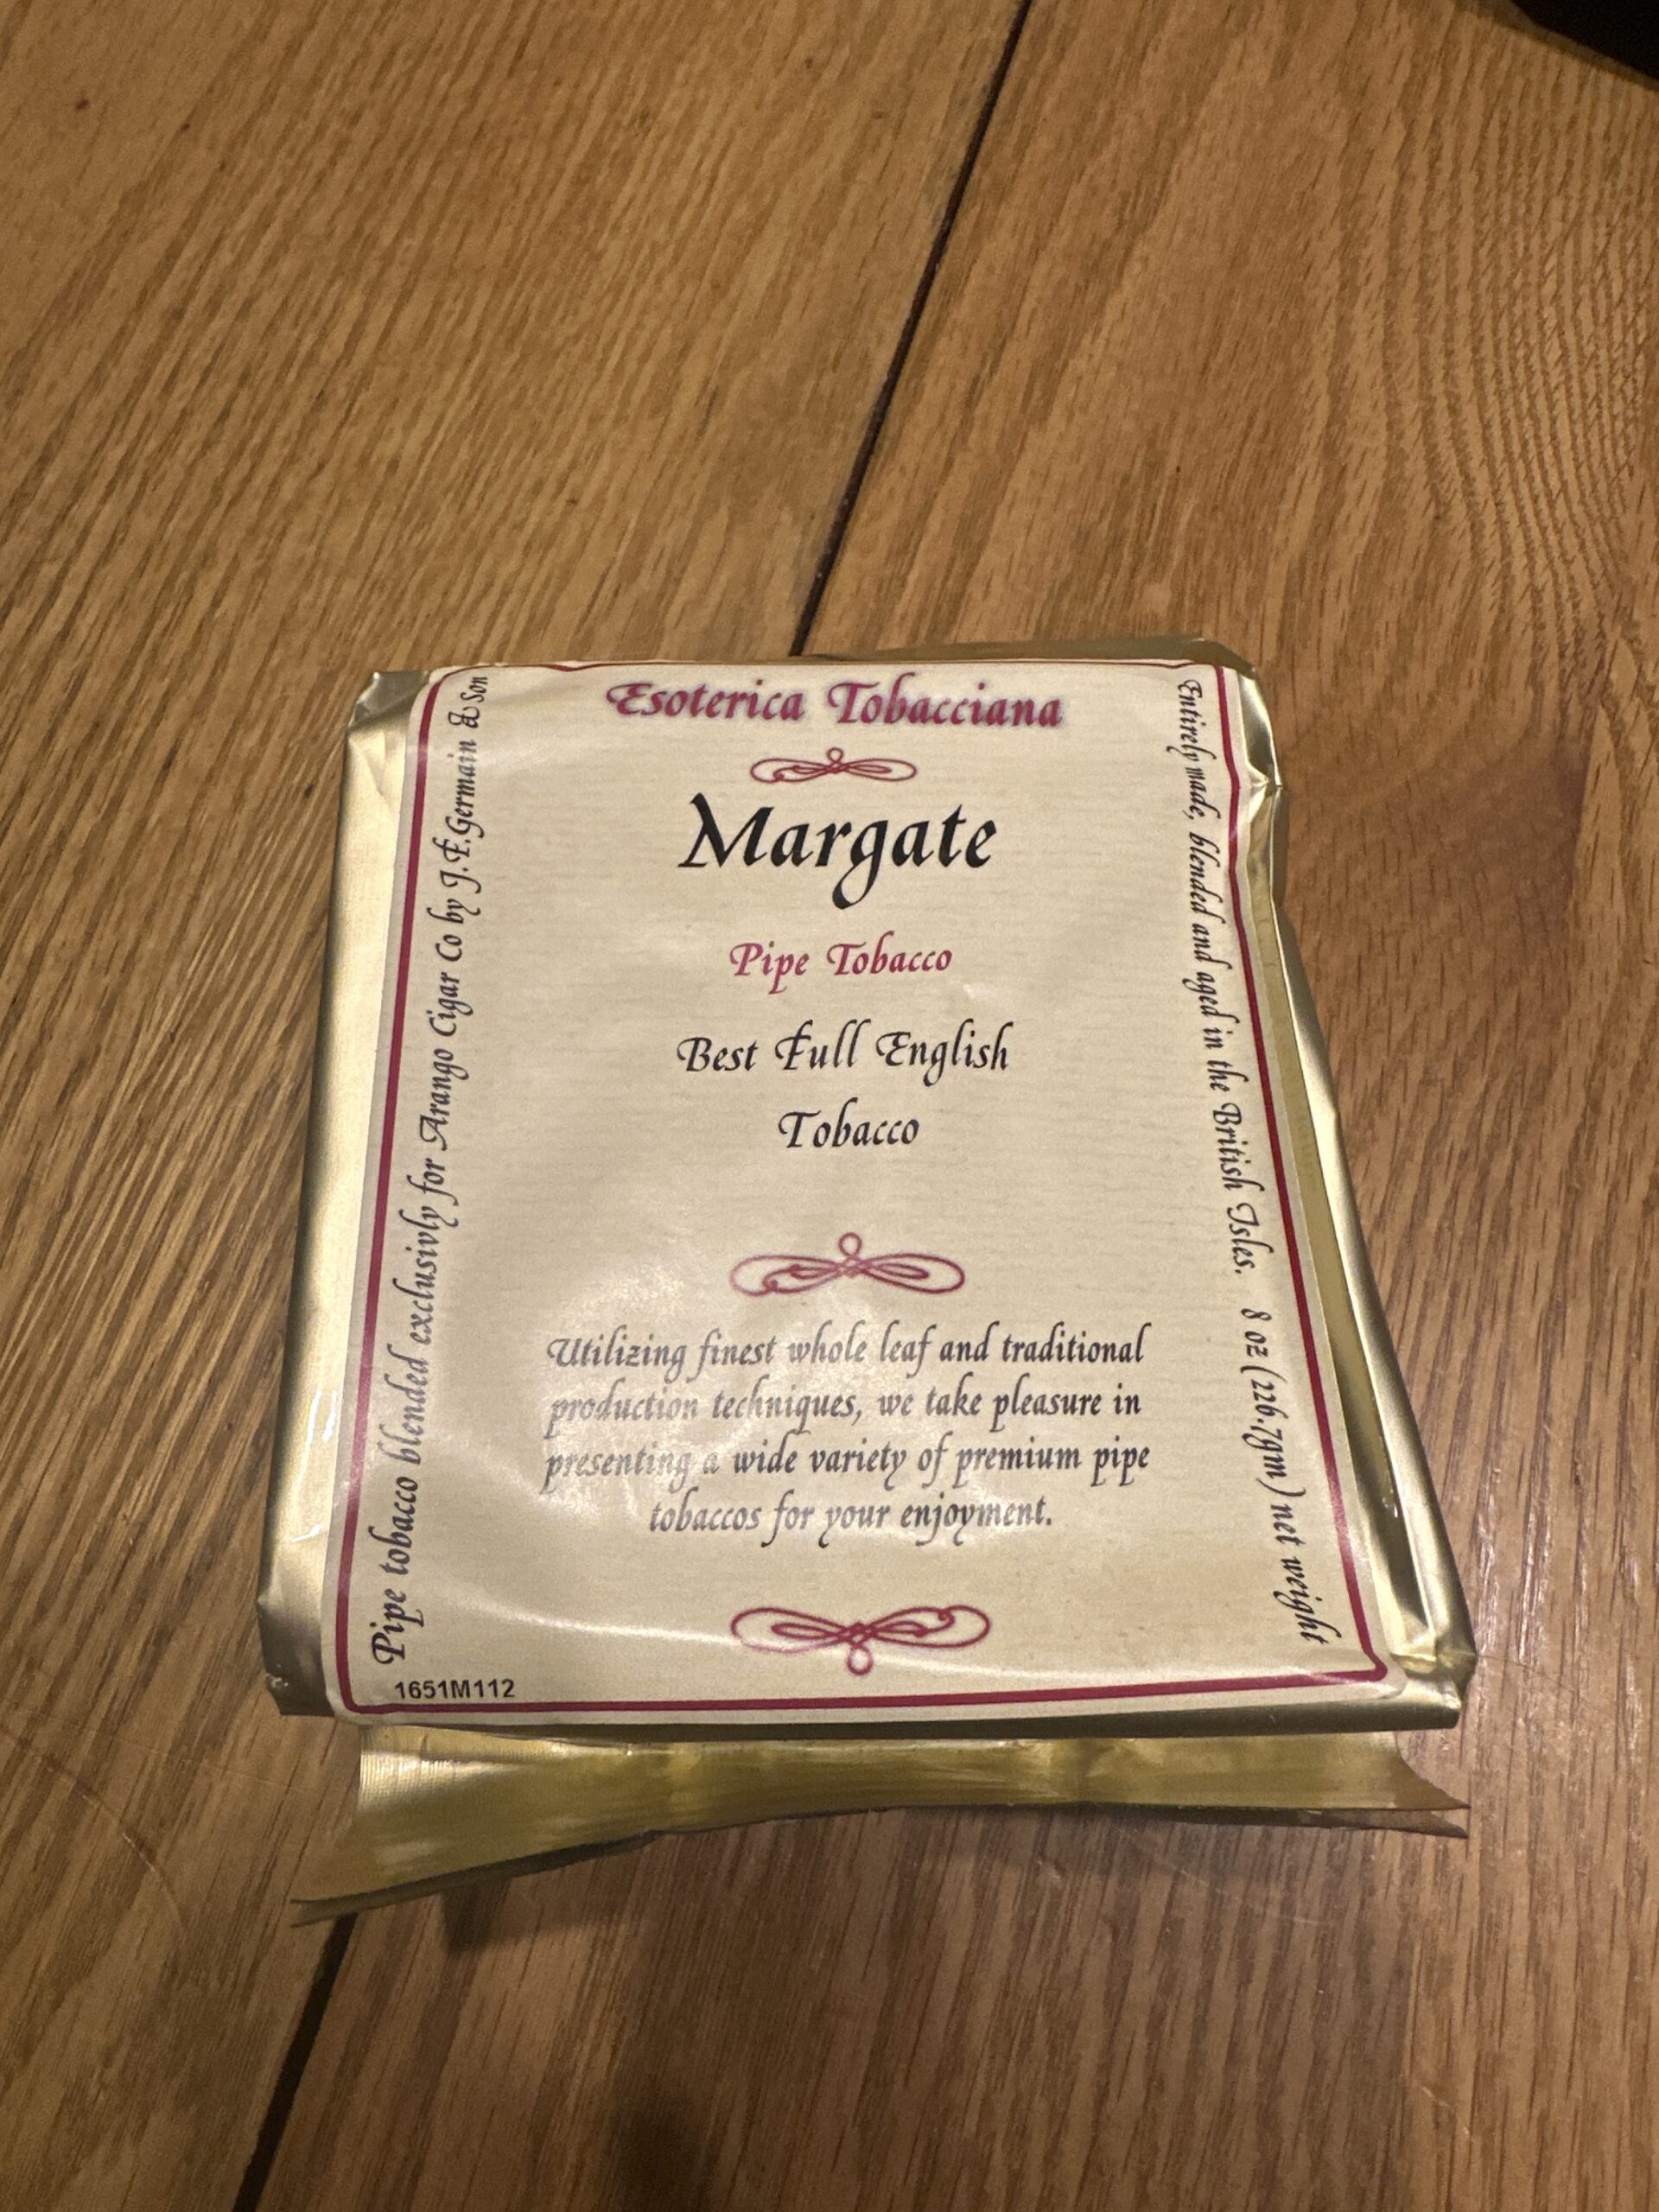 Esoterica Tobacciana
Margate
Pipe Tobacco
Best Full English
Tobacco
Utilizing finest whole leaf and traditional
production techniques, we take pleasure in
presenting a wide variety of premium pipe
tobaccos for your enjoyment.
Pipe tobacco blended exclusivly for Arango Cigar Co by J.F.Germain & Son
Entirely made, blended and aged in the British Isles. 8 oz (226.79gm) net weight
1651M112